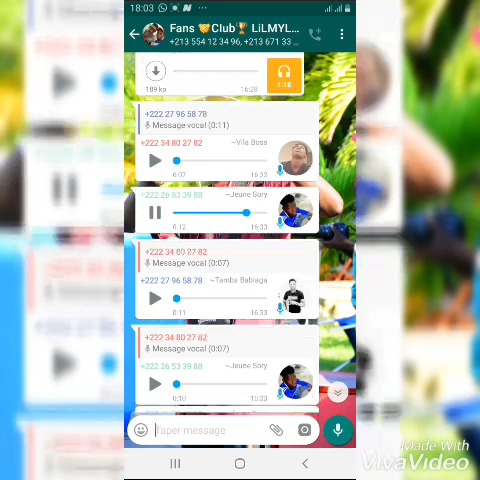 18:03
Fans 🤝Club🏆 LiLMYL...
+213 554 12 34 96, +213 671 33 ...
189 ko
16:28
1:18
+222 27 96 58 78
Message vocal (0:11)
+222 34 80 27 82
~Vila Boss
0:07
16:32
+222 26 53 39 88
~Jeune Sory
0:12
16:33
+222 34 80 27 82
Message vocal (0:07)
+222 27 96 58 78
~Tamba Babiaga
0:11
16:33
+222 34 80 27 82
Message vocal (0:07)
+222 26 53 39 88
~Jeune Sory
0:10
16:33
Taper message
Made With
VivaVideo